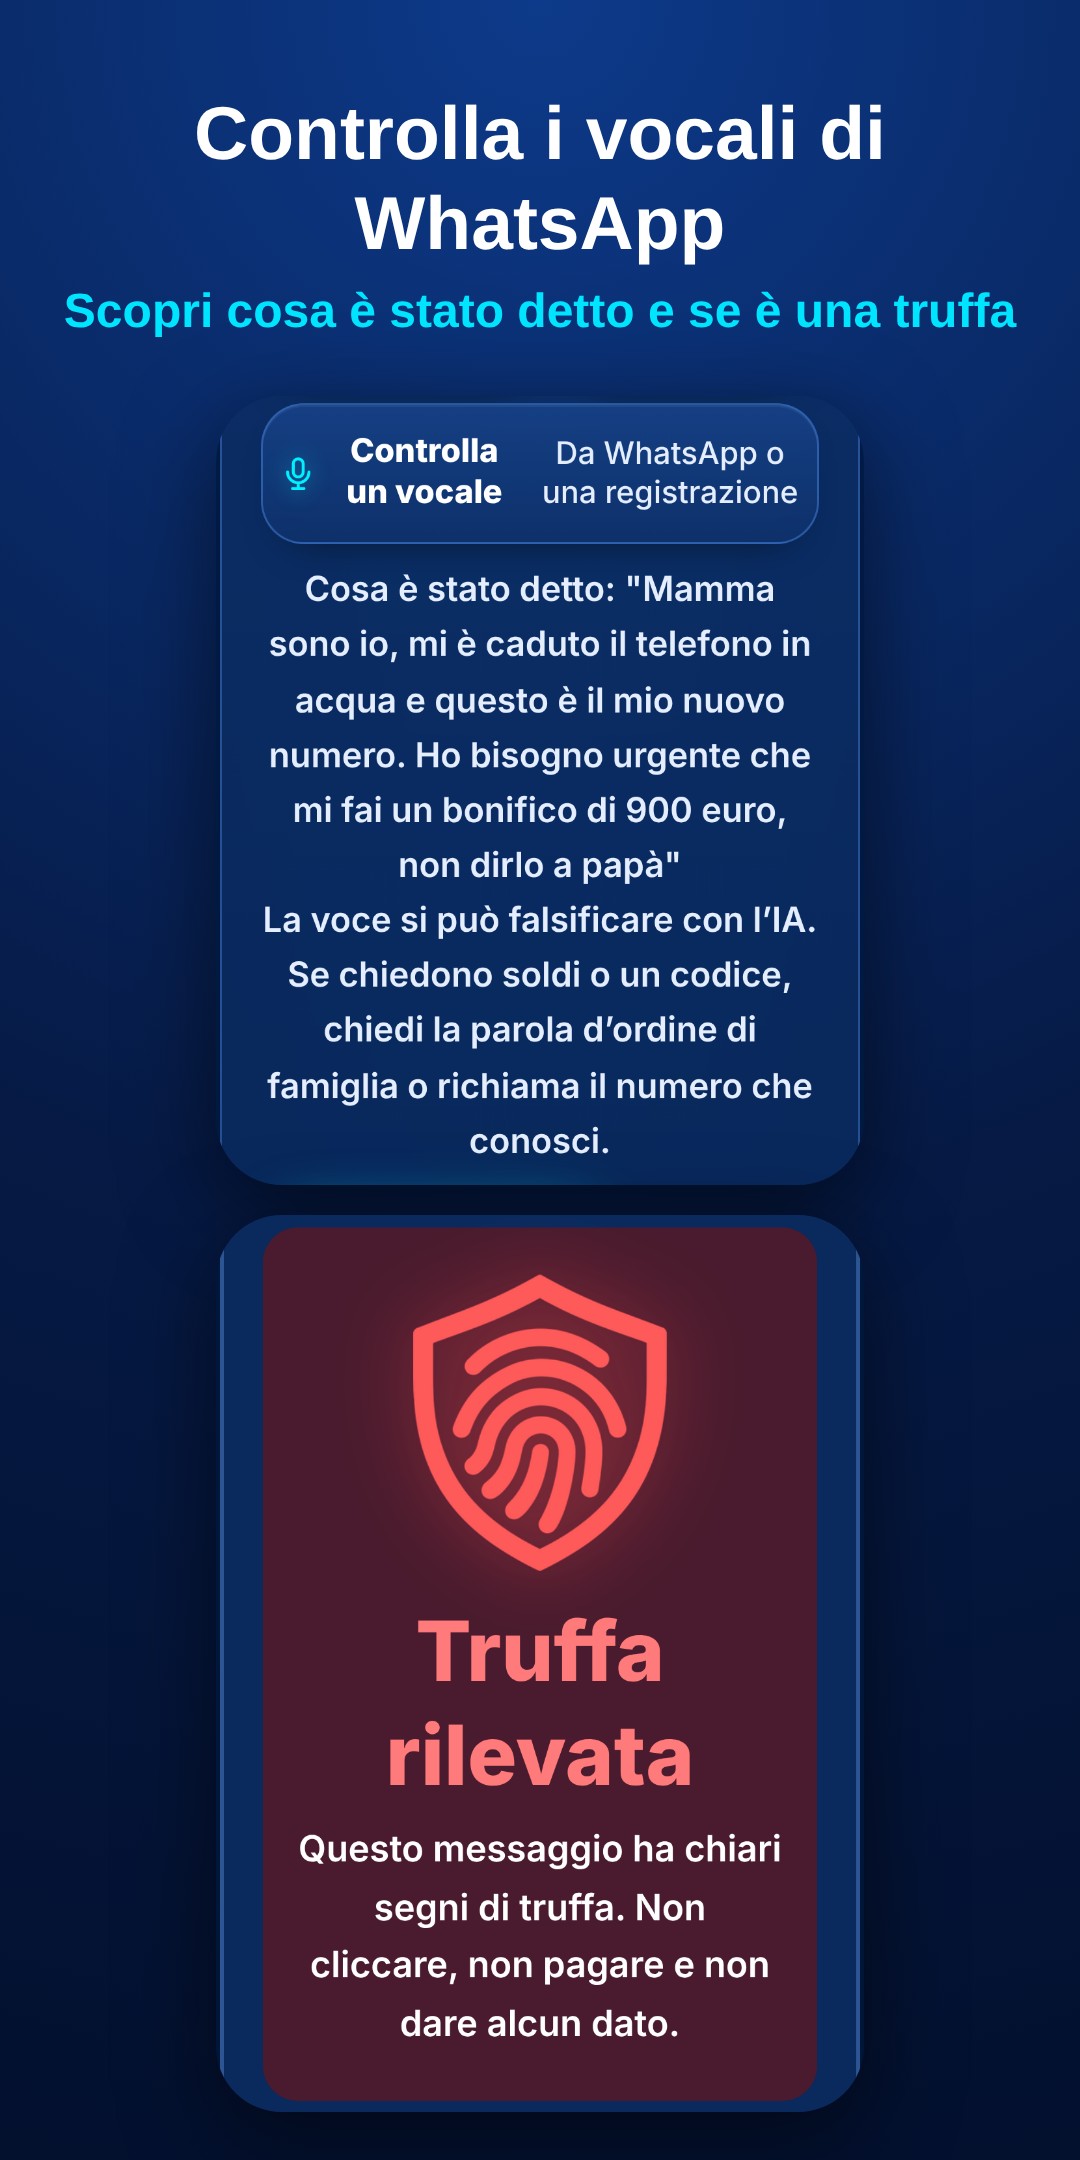 Controlla i vocali di
WhatsApp
Scopri cosa è stato detto e se è una truffa
Controlla
un vocale
Da WhatsApp o
una registrazione
Cosa è stato detto: "Mamma
sono io, mi è caduto il telefono in
acqua e questo è il mio nuovo
numero. Ho bisogno urgente che
mi fai un bonifico di 900 euro,
non dirlo a papà"
La voce si può falsificare con l’IA.
Se chiedono soldi o un codice,
chiedi la parola d’ordine di
famiglia o richiama il numero che
conosci.
Truffa
rilevata
Questo messaggio ha chiari
segni di truffa. Non
cliccare, non pagare e non
dare alcun dato.